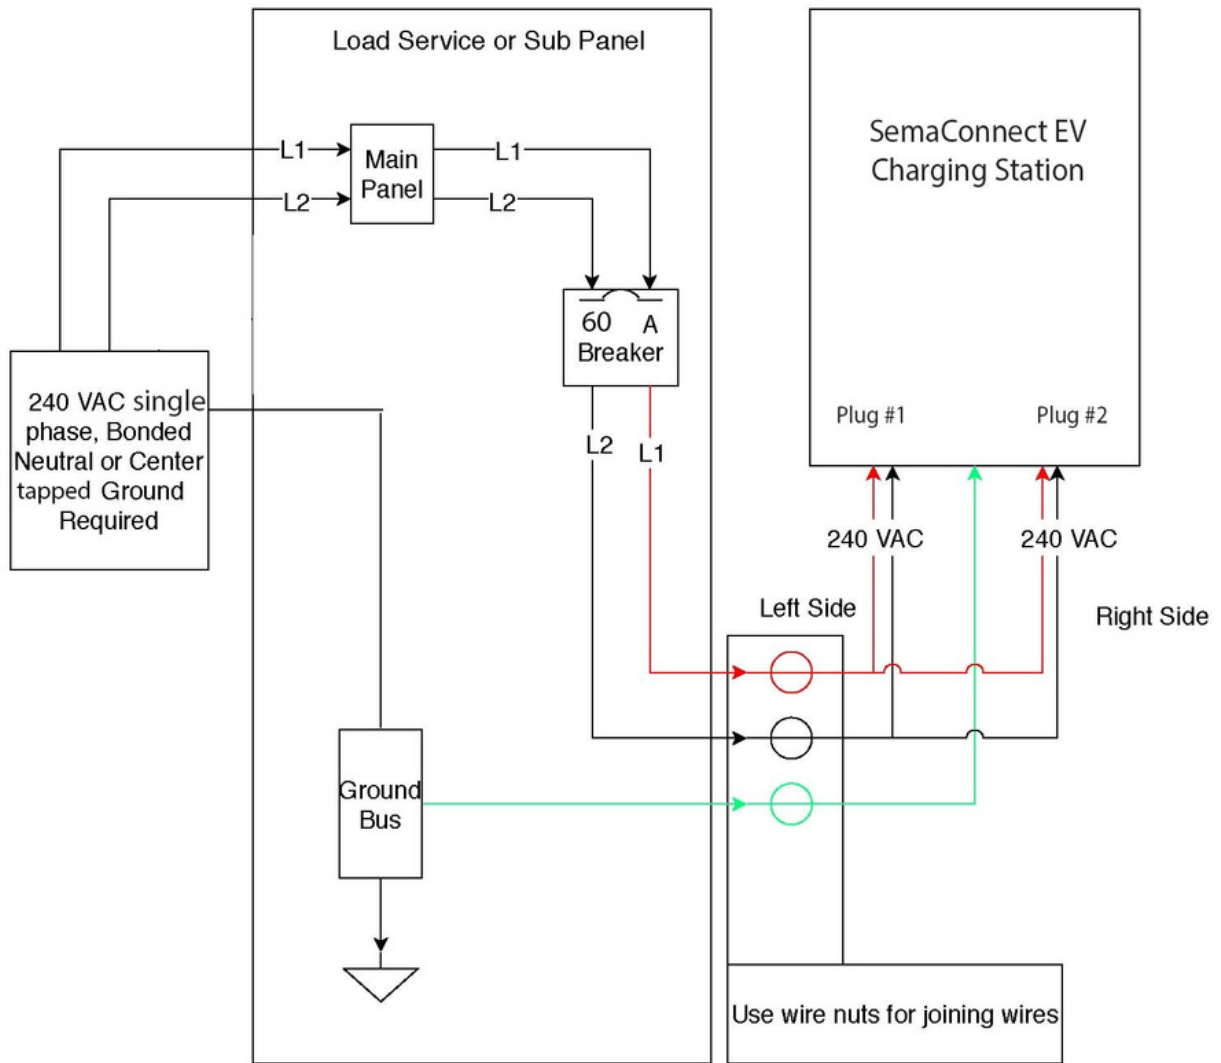 Load Service or Sub Panel
SemaConnect EV
Charging Station
L1
Main
Panel
L1
L2
L2
60 A
Breaker
240 VAC single
phase, Bonded
Neutral or Center
tapped Ground
Required
Plug #1
Plug #2
L2
L1
240 VAC
240 VAC
Left Side
Right Side
Ground
Bus
Use wire nuts for joining wires